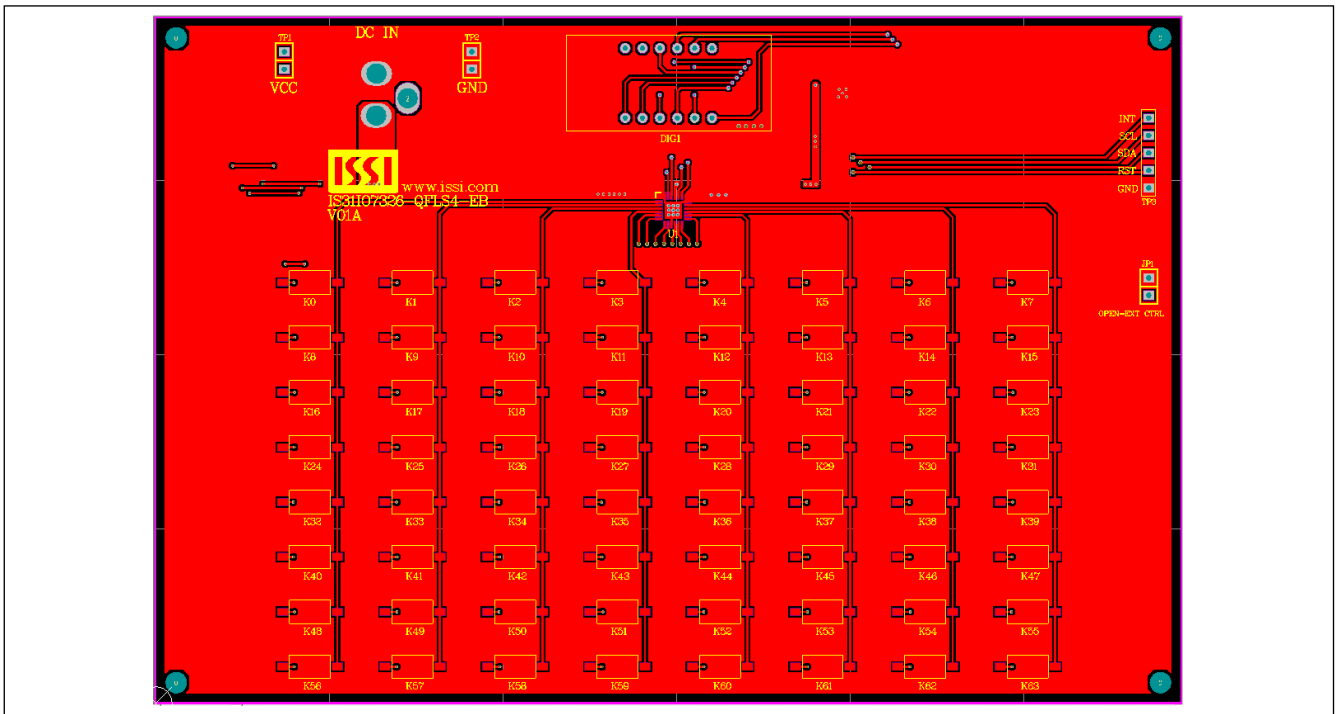 TP1
DC IN
TP2
VCC
GND
DIG1
INT
SCL
SDA
RST
GND
TP3
ISSI
www.issi.com
IS31IO7326-QFLS4-EB
V01A
U1
JP1
OPEN-EXT CTRL
K0 K1 K2 K3 K4 K5 K6 K7
K8 K9 K10 K11 K12 K13 K14 K15
K16 K17 K18 K19 K20 K21 K22 K23
K24 K25 K26 K27 K28 K29 K30 K31
K32 K33 K34 K35 K36 K37 K38 K39
K40 K41 K42 K43 K44 K45 K46 K47
K48 K49 K50 K51 K52 K53 K54 K55
K56 K57 K58 K59 K60 K61 K62 K63